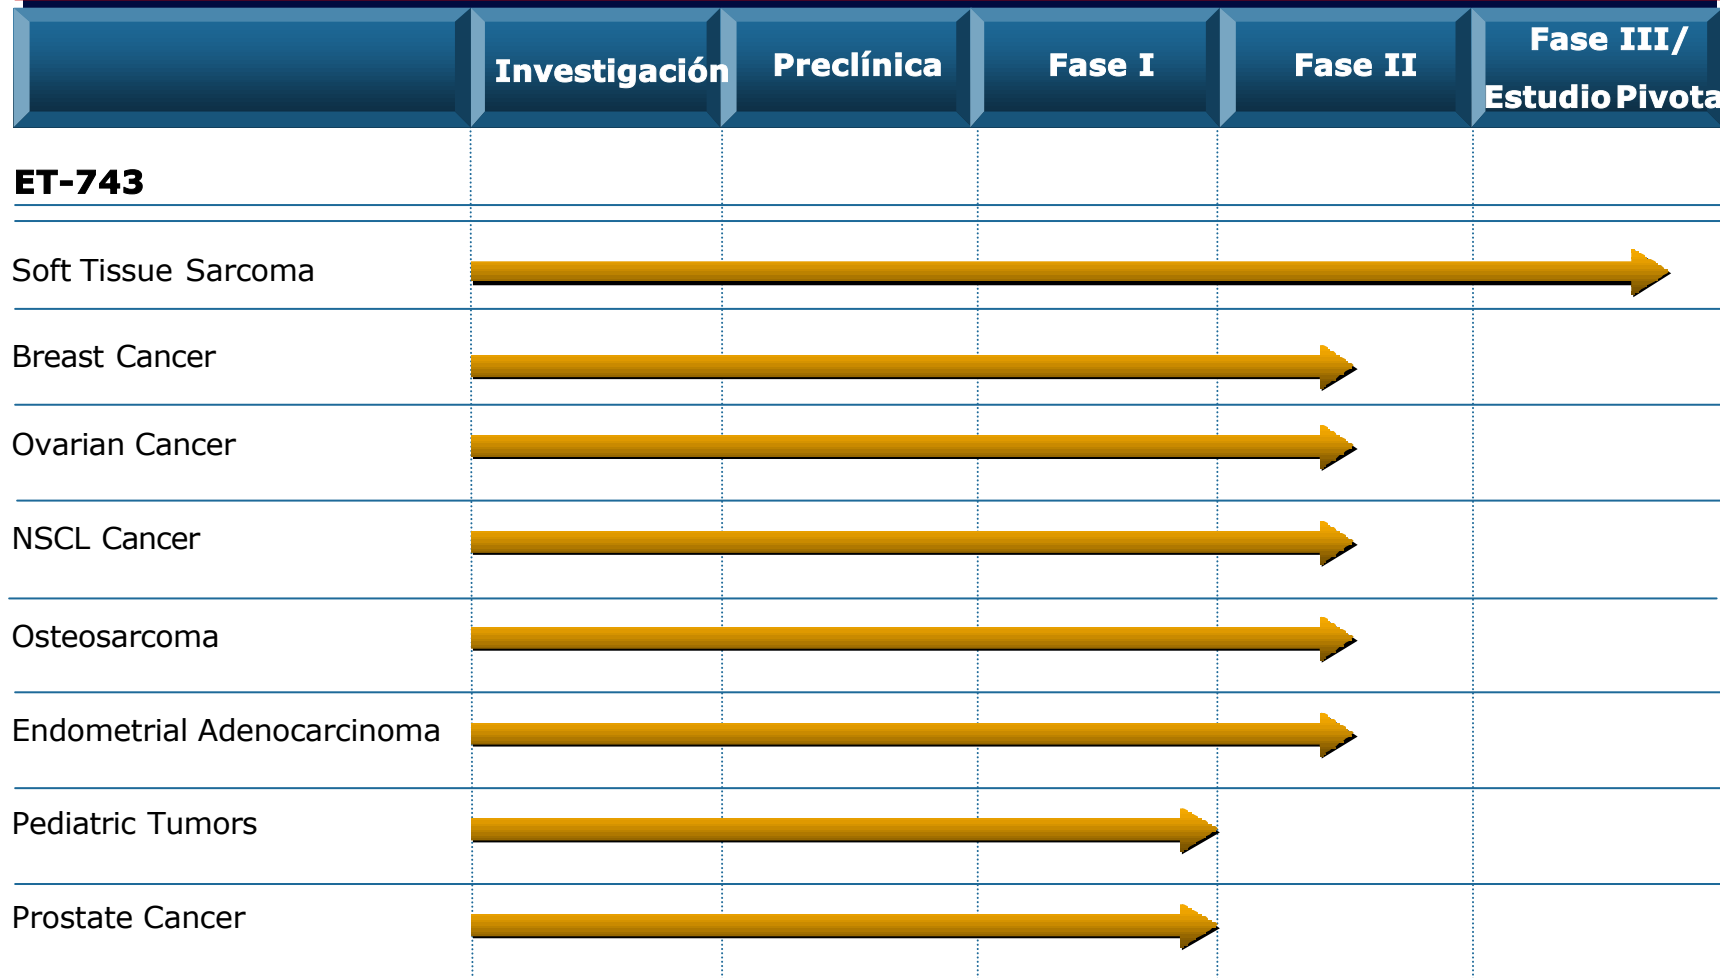 Investigación
Preclínica
Fase I
Fase II
Fase III/
Estudio Pivota
ET-743
Soft Tissue Sarcoma
Breast Cancer
Ovarian Cancer
NSCL Cancer
Osteosarcoma
Endometrial Adenocarcinoma
Pediatric Tumors
Prostate Cancer